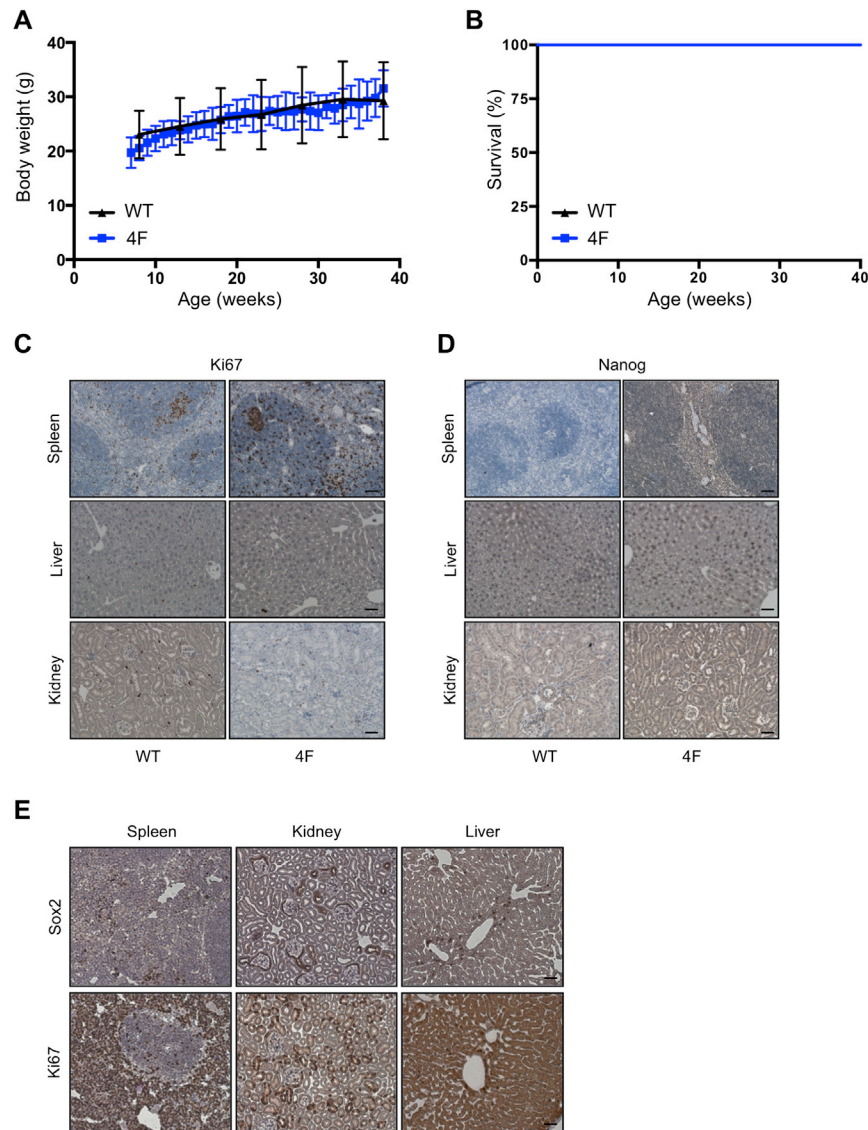 A
Body weight (g)
40
30
20
10
0
WT
4F
0 10 20 30 40
Age (weeks)
B
Survival (%)
100
75
50
25
0
WT
4F
0 10 20 30 40
Age (weeks)
C
Ki67
Spleen
Liver
Kidney
WT 4F
D
Nanog
Spleen
Liver
Kidney
WT 4F
E
Spleen Kidney Liver
Sox2
Ki67